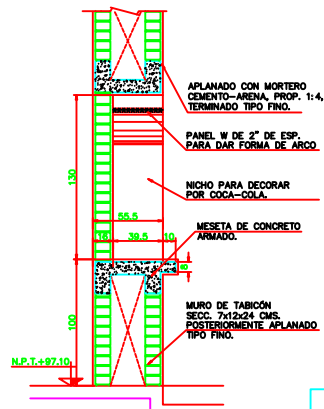 APLANADO CON MORTERO
CEMENTO-ARENA, PROP. 1:4,
TERMINADO TIPO FINO.
PANEL W DE 2" DE ESP.
PARA DAR FORMA DE ARCO
130
NICHO PARA DECORAR
POR COCA-COLA.
55.5
MESETA DE CONCRETO
ARMADO.
39.5
10
100
MURO DE TABICÓN
SECC. 7x12x24 CMS.
POSTERIORMENTE APLANADO
TIPO FINO.
N.P.T.+97.10